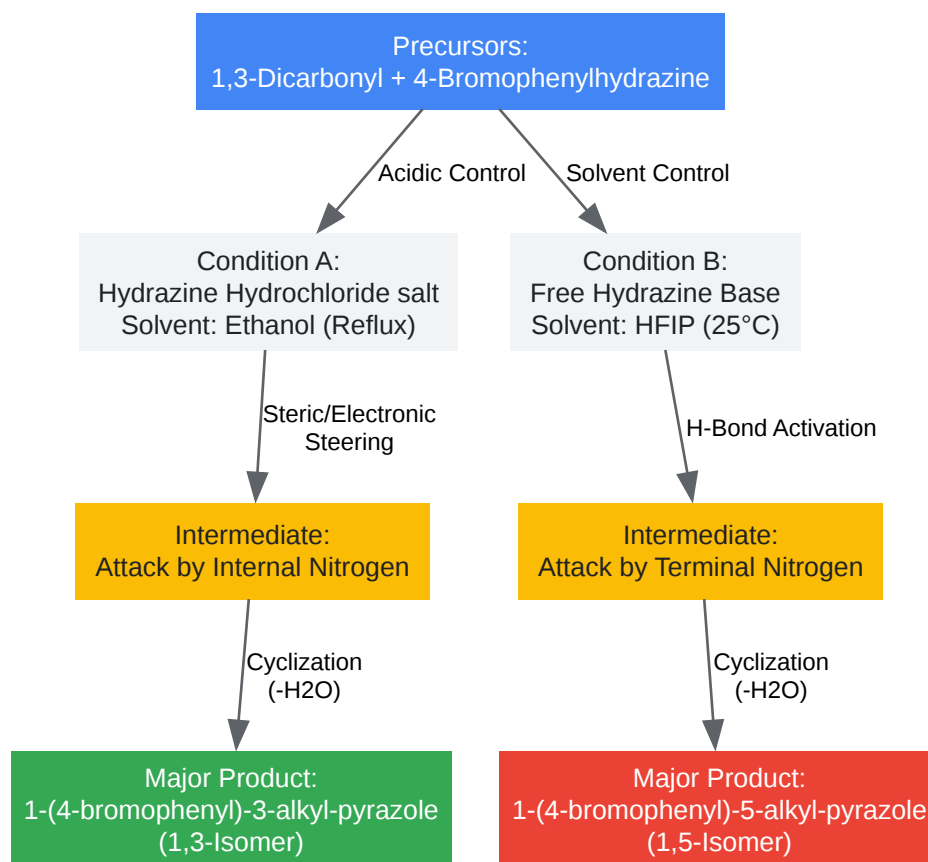 Precursors:
1,3-Dicarbonyl + 4-Bromophenylhydrazine
Acidic Control
Solvent Control
Condition A:
Hydrazine Hydrochloride salt
Solvent: Ethanol (Reflux)
Condition B:
Free Hydrazine Base
Solvent: HFIP (25°C)
Steric/Electronic
Steering
H-Bond Activation
Intermediate:
Attack by Internal Nitrogen
Intermediate:
Attack by Terminal Nitrogen
Cyclization
(-H2O)
Cyclization
(-H2O)
Major Product:
1-(4-bromophenyl)-3-alkyl-pyrazole
(1,3-Isomer)
Major Product:
1-(4-bromophenyl)-5-alkyl-pyrazole
(1,5-Isomer)